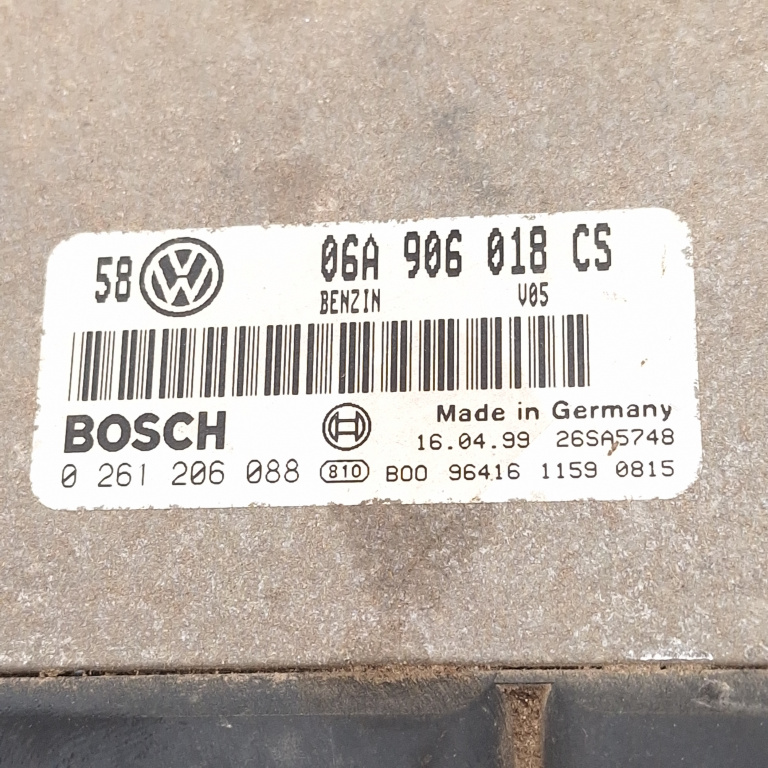 58 VW 06A 906 018 CS
BENZIN V05
BOSCH Made in Germany
16.04.99 26SA5748
0 261 206 088 810 B00 96416 1159 0815